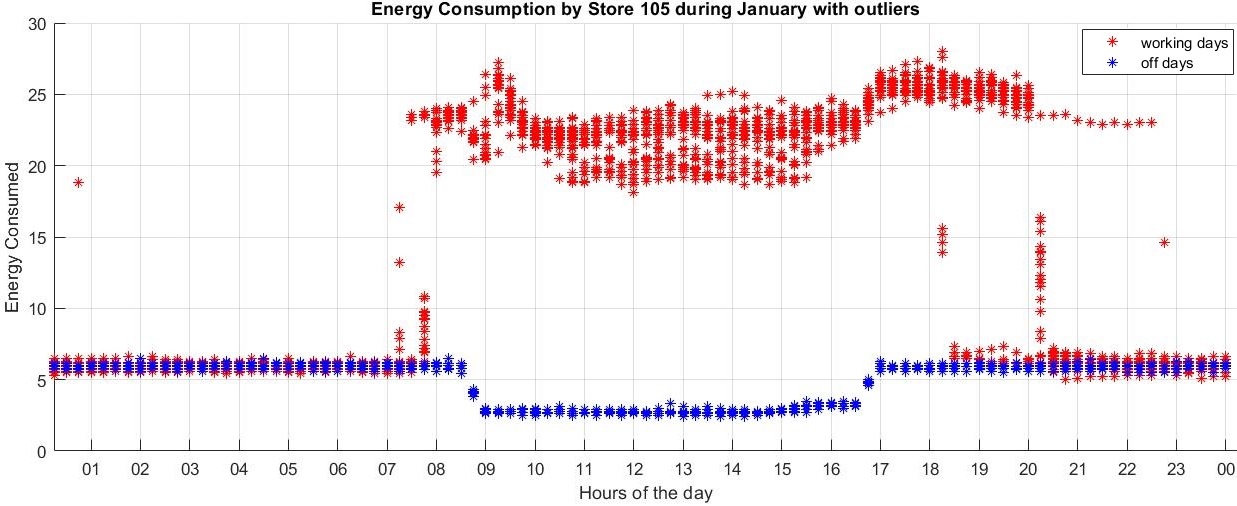 Energy Consumption by Store 105 during January with outliers
30
working days
off days
25
20
15
10
5
0
Energy Consumed
01 02 03 04 05 06 07 08 09 10 11 12 13 14 15 16 17 18 19 20 21 22 23 00
Hours of the day